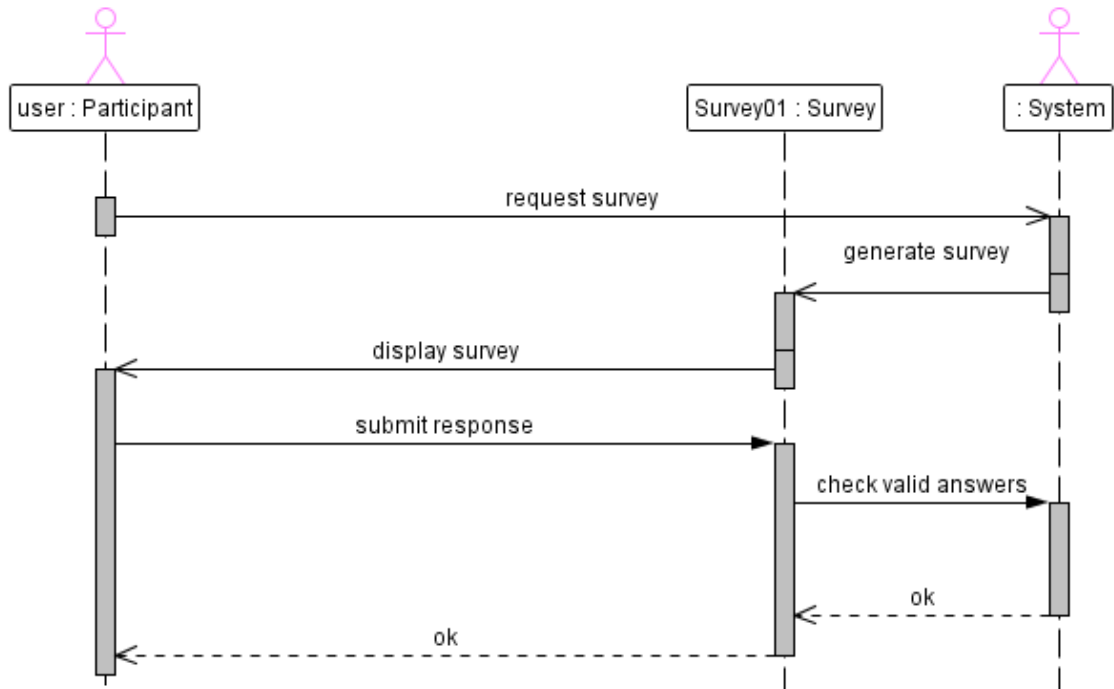 user : Participant
Survey01 : Survey
: System
request survey
generate survey
display survey
submit response
check valid answers
ok
ok